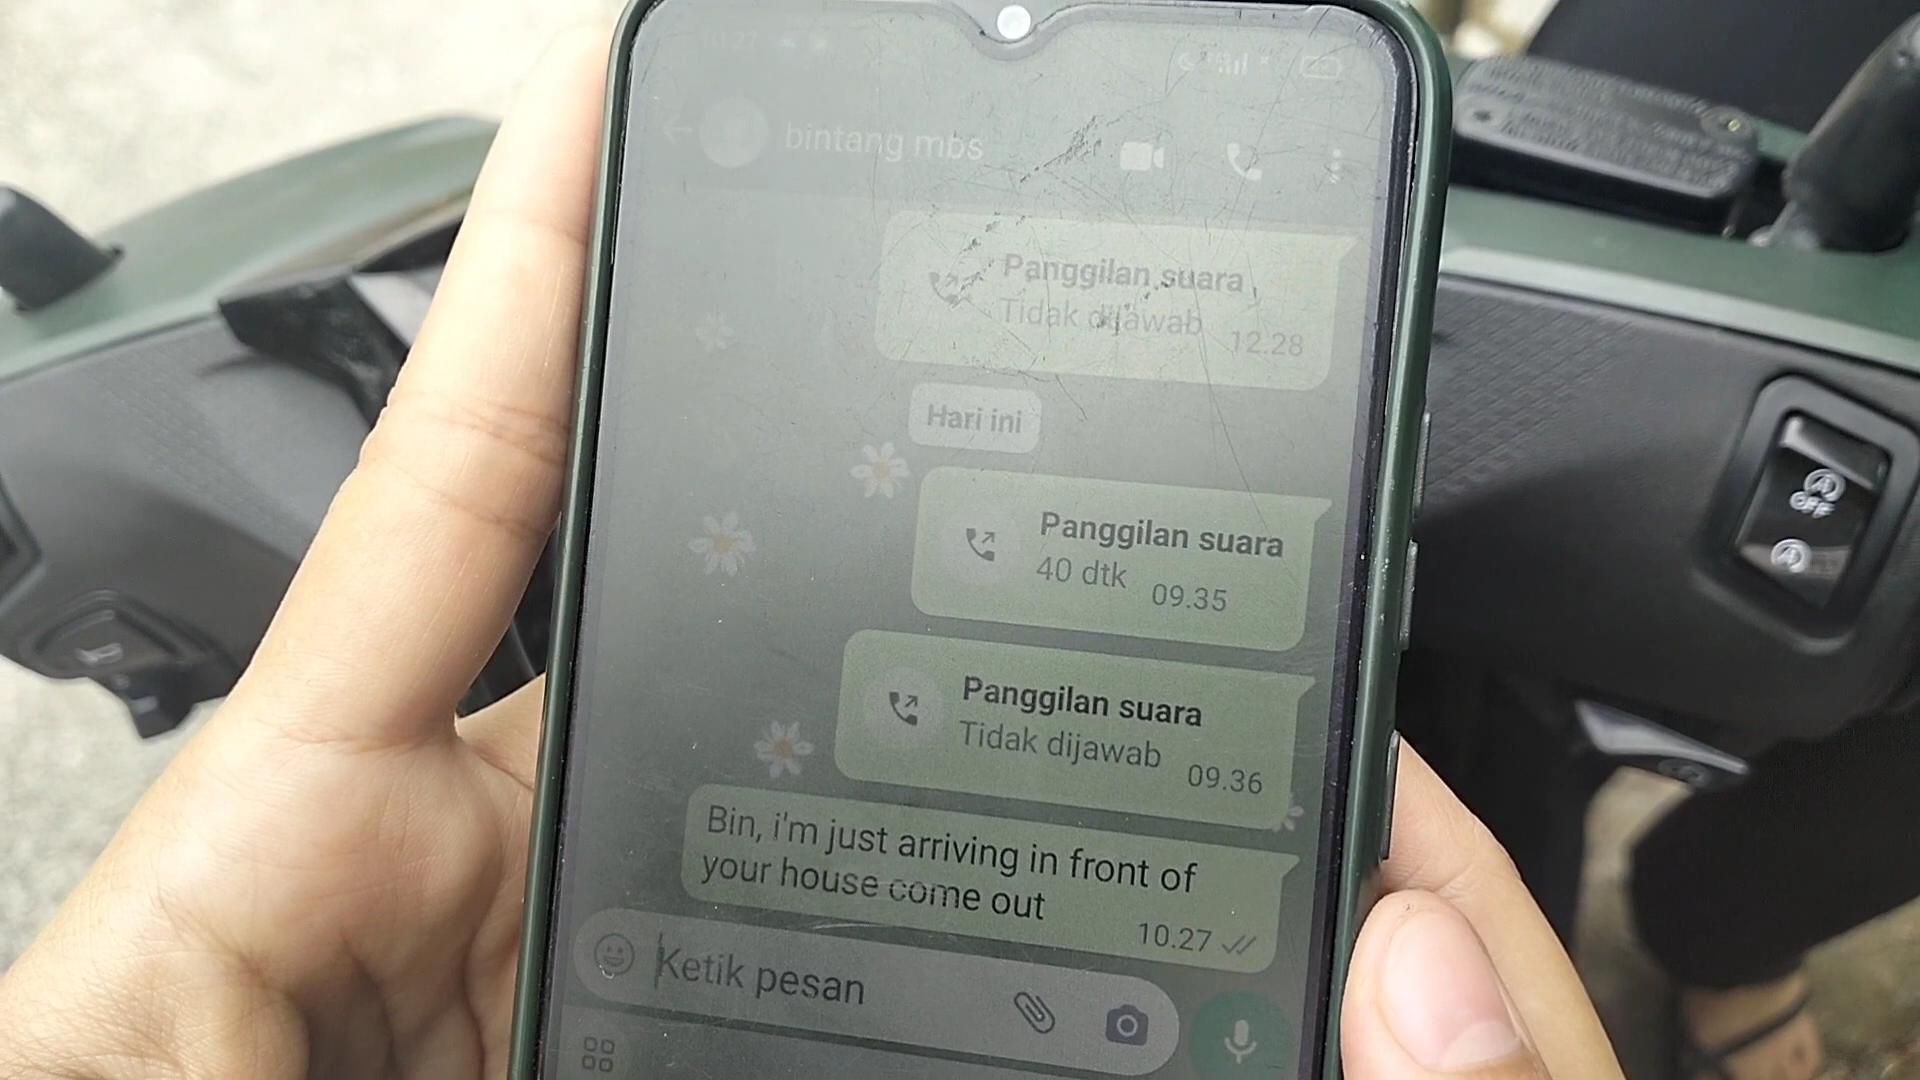 bintang mbs
Panggilan suara
Tidak dijawab
12.28
Hari ini
Panggilan suara
40 dtk
09.35
Panggilan suara
Tidak dijawab
09.36
Bin, i'm just arriving in front of
your house come out
10.27
Ketik pesan
OFF